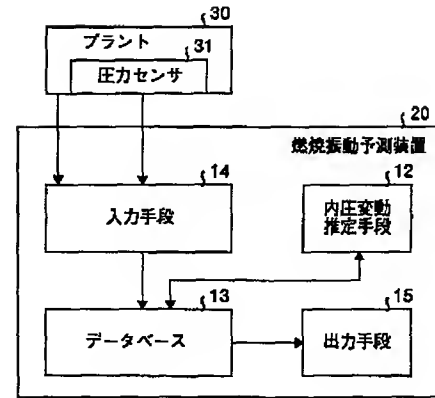 30
プラント
31
圧力センサ
20
燃焼振動予測装置
14
入力手段
12
内圧変動
推定手段
13
データベース
15
出力手段